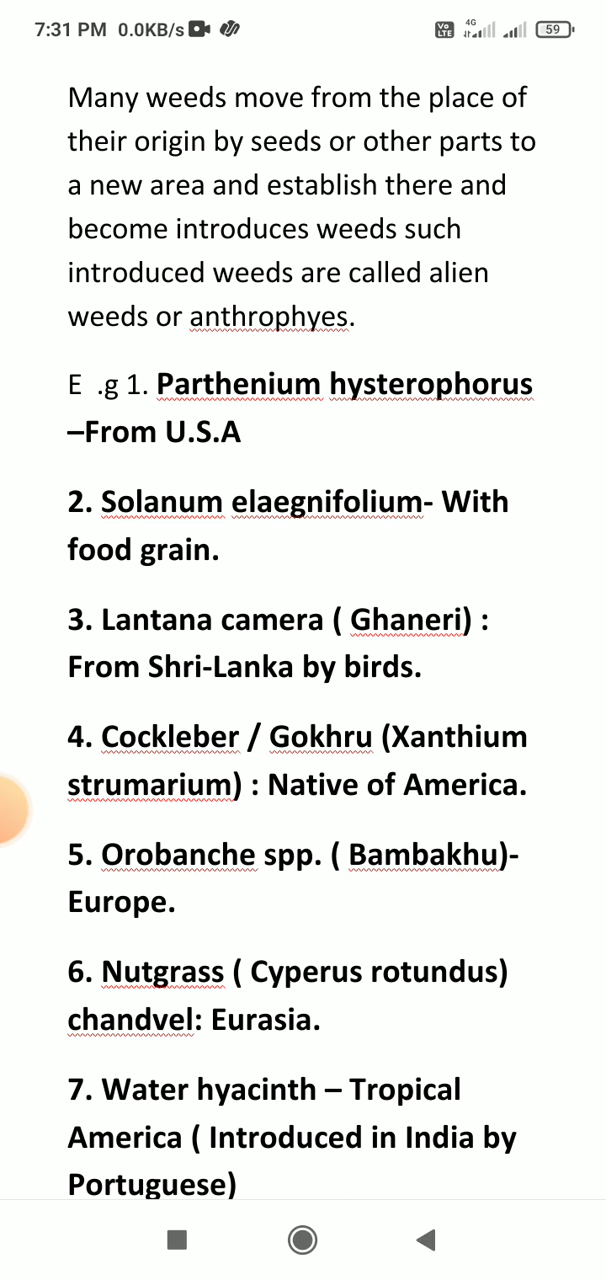 7:31 PM 0.0KB/s
Vo LTE 4G 59
Many weeds move from the place of
their origin by seeds or other parts to
a new area and establish there and
become introduces weeds such
introduced weeds are called alien
weeds or anthrophyes.
E .g 1. Parthenium hysterophorus
–From U.S.A
2. Solanum elaegnifolium- With
food grain.
3. Lantana camera ( Ghaneri) :
From Shri-Lanka by birds.
4. Cockleber / Gokhru (Xanthium
strumarium) : Native of America.
5. Orobanche spp. ( Bambakhu)-
Europe.
6. Nutgrass ( Cyperus rotundus)
chandvel: Eurasia.
7. Water hyacinth – Tropical
America ( Introduced in India by
Portuguese)